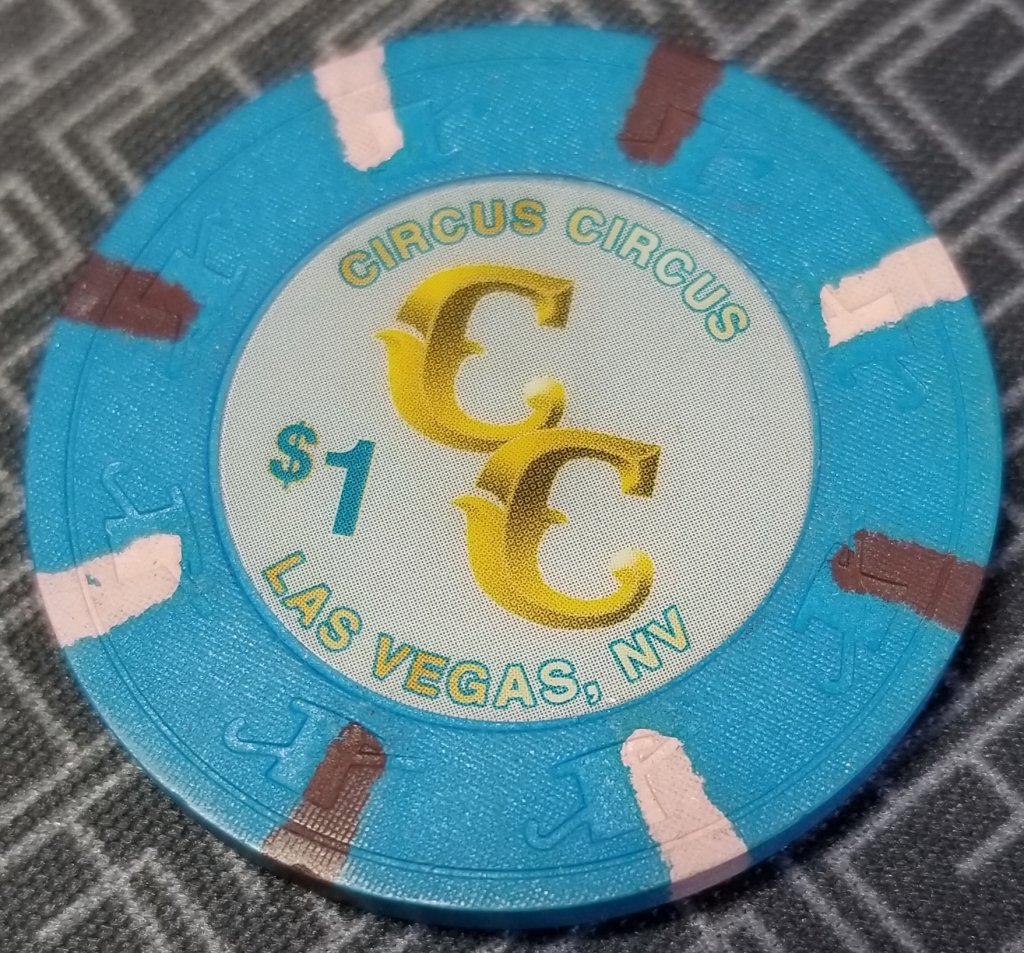 CIRCUS CIRCUS
CC
$1
LAS VEGAS, NV